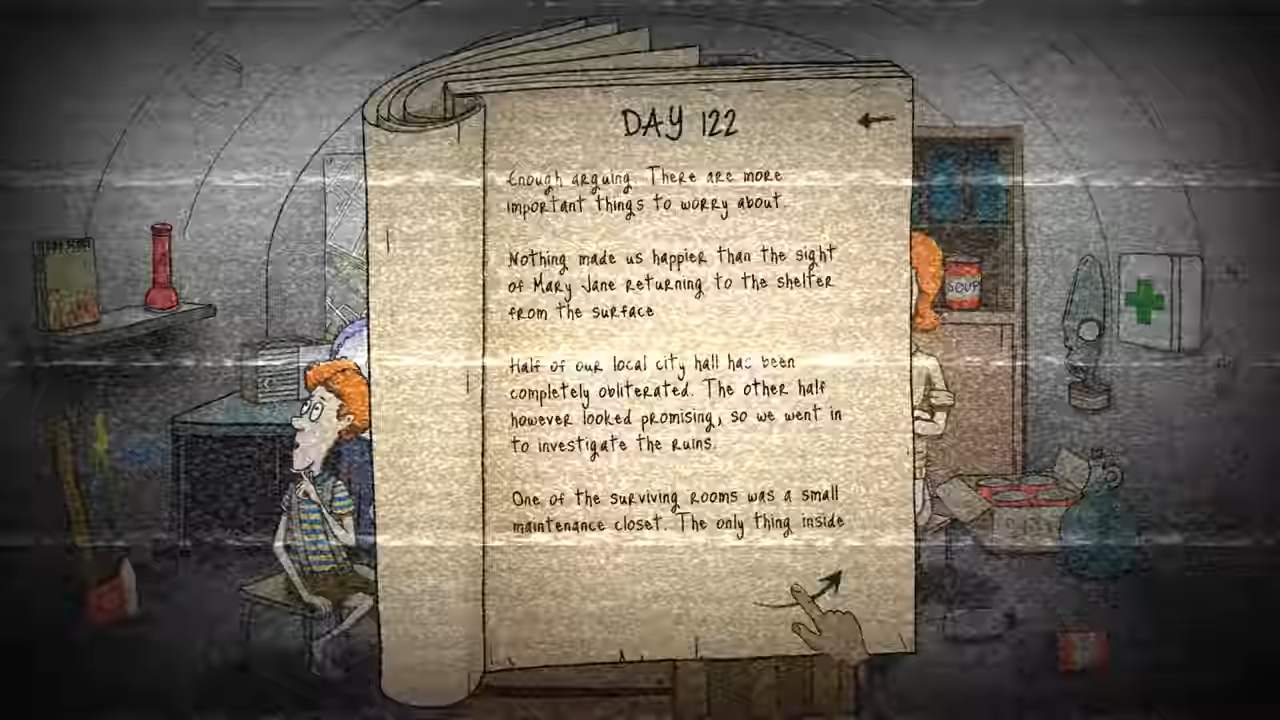 DAY 122
Enough arguing. There are more
important things to worry about.
Nothing made us happier than the sight
of Mary Jane returning to the shelter
from the surface
Half of our local city hall has been
completely obliterated. The other half
however looked promising, so we went in
to investigate the ruins.
One of the surviving rooms was a small
maintenance closet. The only thing inside
SOUP